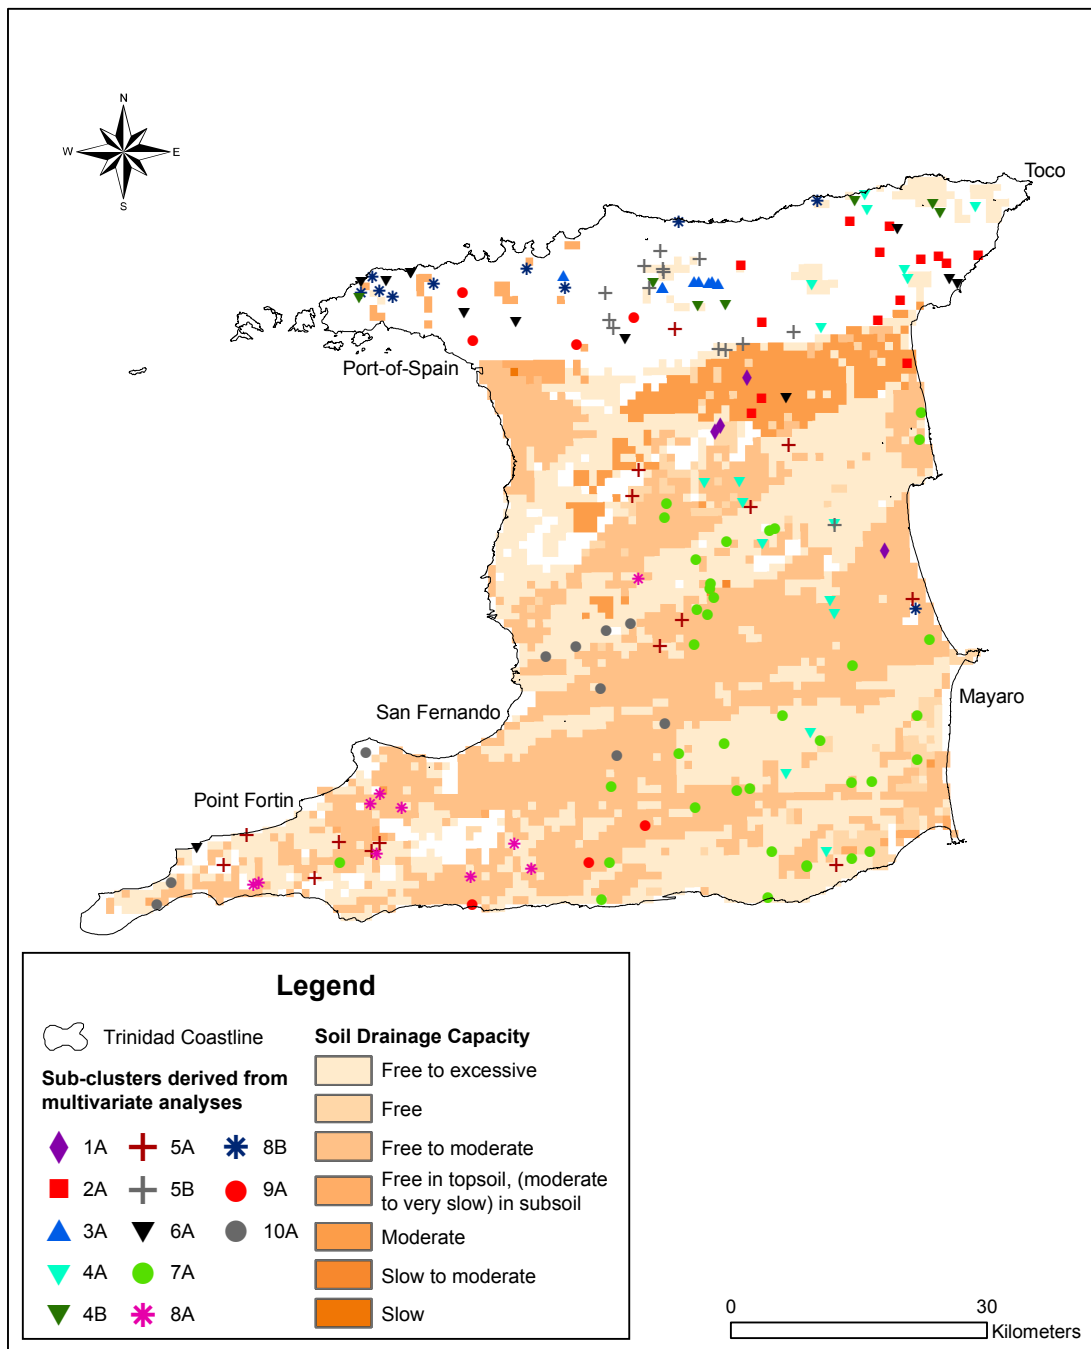 N
W E
S
Toco
Port-of-Spain
San Fernando
Mayaro
Point Fortin
Legend
Trinidad Coastline
Sub-clusters derived from
multivariate analyses
1A 5A 8B
2A 5B 9A
3A 6A 10A
4A 7A
4B 8A
Soil Drainage Capacity
Free to excessive
Free
Free to moderate
Free in topsoil, (moderate
to very slow) in subsoil
Moderate
Slow to moderate
Slow
0 30
Kilometers